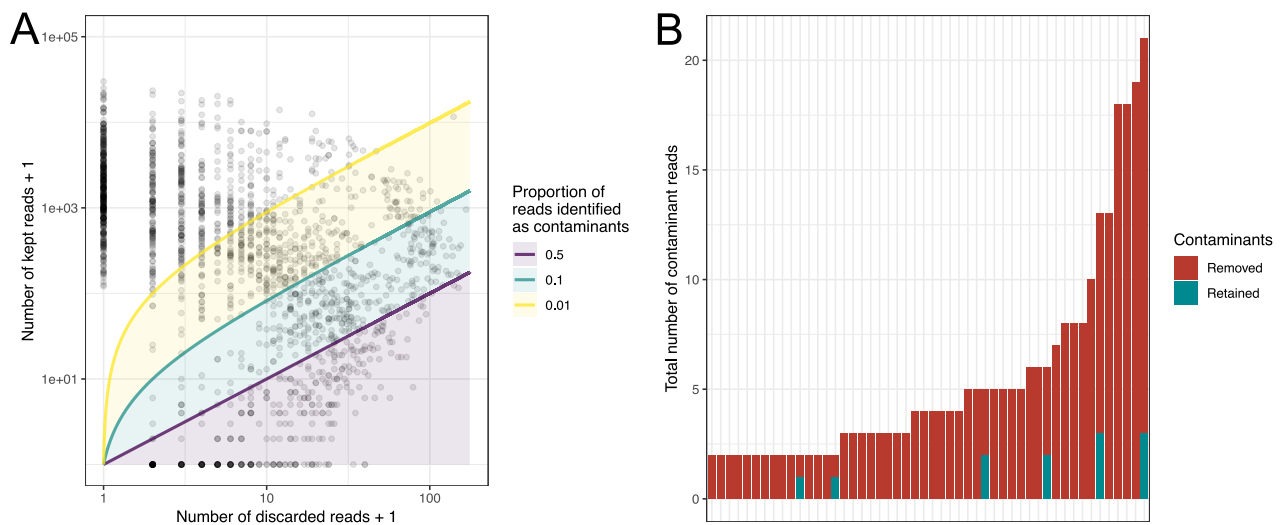 A
1e+05
1e+03
1e+01
Number of kept reads + 1
1
10
100
Number of discarded reads + 1
Proportion of
reads identified
as contaminants
0.5
0.1
0.01
B
20
15
10
5
0
Total number of contaminant reads
Contaminants
Removed
Retained